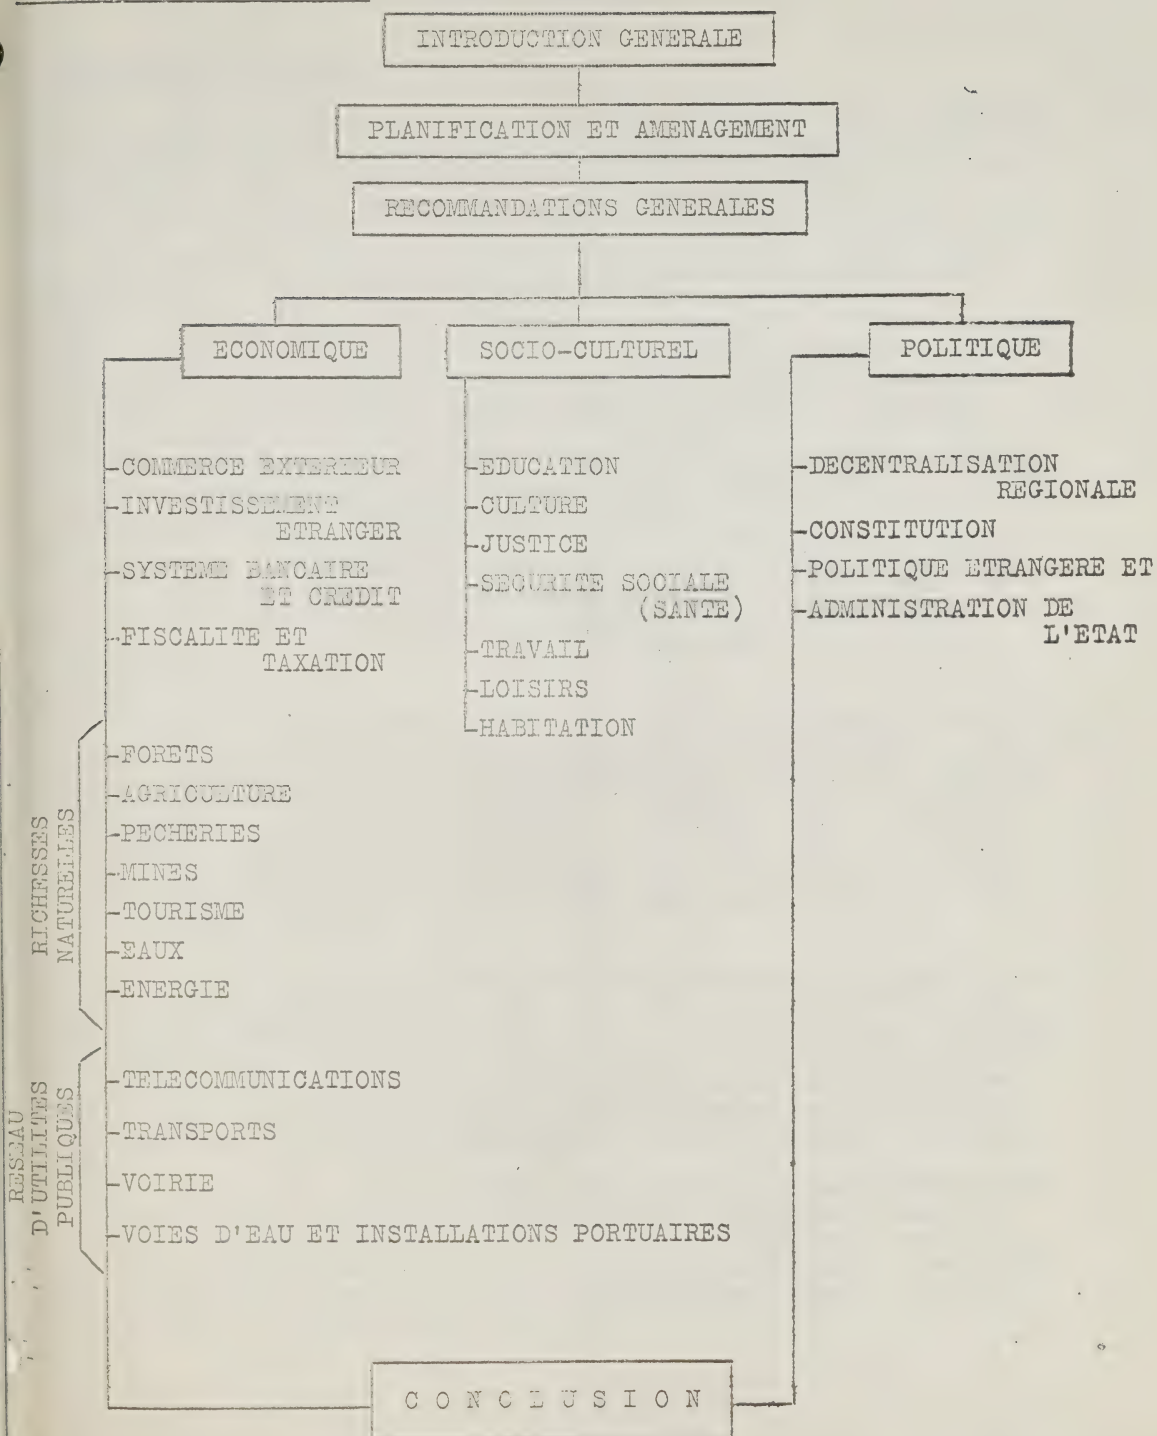 INTRODUCTION GENERALE
PLANIFICATION ET AMENAGEMENT
RECOMMANDATIONS GENERALES
ECONOMIQUE
-COMMERCE EXTERIEUR
-INVESTISSEMENT
ETRANGER
-SYSTEME BANCAIRE
ET CREDIT
-FISCALITE ET
TAXATION
RICHESSES
NATURELLES
-FORETS
-AGRICULTURE
-PECHERIES
-MINES
-TOURISME
-EAUX
-ENERGIE
RESEAU
D'UTILITES
PUBLIQUES
-TELECOMMUNICATIONS
-TRANSPORTS
-VOIRIE
-VOIES D'EAU ET INSTALLATIONS PORTUAIRES
SOCIO-CULTUREL
-EDUCATION
-CULTURE
-JUSTICE
-SECURITE SOCIALE
(SANTE)
-TRAVAIL
-LOISIRS
-HABITATION
POLITIQUE
-DECENTRALISATION
REGIONALE
-CONSTITUTION
-POLITIQUE ETRANGERE ET
-ADMINISTRATION DE
L'ETAT
C O N C L U S I O N